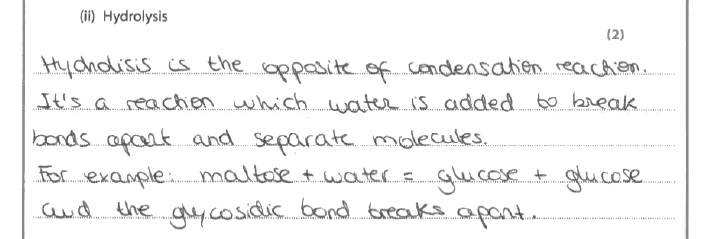 (ii) Hydrolysis
(2)
Hydrolisis is the opposite of condensation reaction.
It's a reaction which water is added to break
bonds apart and separate molecules.
For example: maltose + water = glucose + glucose
and the glycosidic bond breaks apart.